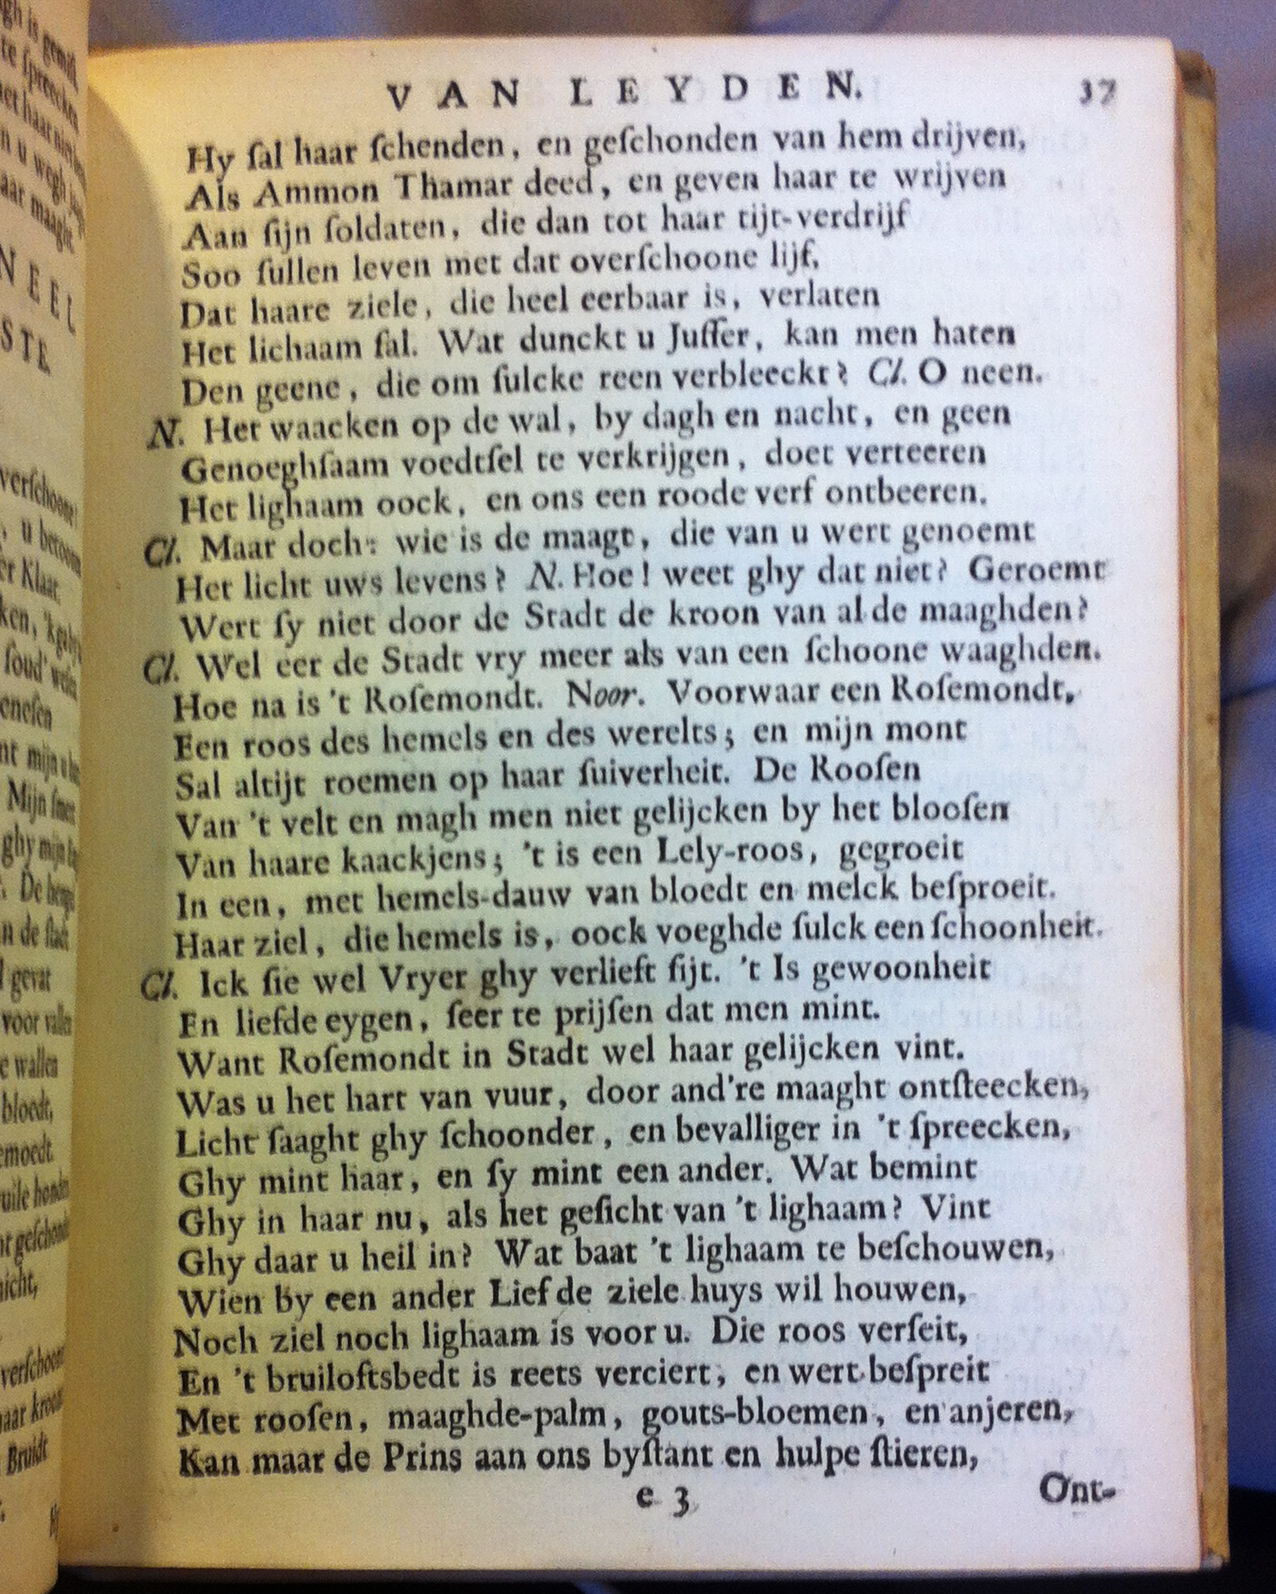 VAN LEYDEN. 37
Hy ſal haar ſchenden, en geſchonden van hem drijven,
Als Ammon Thamar deed, en geven haar te wrijven
Aan ſijn ſoldaten, die dan tot haar tijt-verdrijf
Soo ſullen leven met dat overſchoone lijf,
Dat haare ziele, die heel eerbaar is, verlaten
Het lichaam ſal. Wat dunckt u Juffer, kan men haten
Den geene, die om ſulcke reen verbleeckt? Cl. O neen.
N. Het waacken op de wal, by dagh en nacht, en geen
Genoeghſaam voedtſel te verkrijgen, doet verteeren
Het lighaam oock, en ons een roode verf ontbeeren.
Cl. Maar doch: wie is de maagt, die van u wert genoemt
Het licht uws levens? N. Hoe! weet ghy dat niet? Geroemt
Wert ſy niet door de Stadt de kroon van al de maaghden?
Cl. Wel eer de Stadt vry meer als van een ſchoone waaghden.
Hoe na is 't Roſemondt. Noor. Voorwaar een Roſemondt,
Een roos des hemels en des werelts; en mijn mont
Sal altijt roemen op haar ſuiverheit. De Rooſen
Van 't velt en magh men niet gelijcken by het blooſen
Van haare kaackjens; 't is een Lely-roos, gegroeit
In een, met hemels-dauw van bloedt en melck beſproeit.
Haar ziel, die hemels is, oock voeghde ſulck een ſchoonheit.
Cl. Ick ſie wel Vryer ghy verlieft ſijt. 't Is gewoonheit
En liefde eygen, ſeer te prijſen dat men mint.
Want Roſemondt in Stadt wel haar gelijcken vint.
Was u het hart van vuur, door and're maaght ontſteecken,
Licht ſaaght ghy ſchoonder, en bevalliger in 't ſpreecken,
Ghy mint haar, en ſy mint een ander. Wat bemint
Ghy in haar nu, als het geſicht van 't lighaam? Vint
Ghy daar u heil in? Wat baat 't lighaam te beſchouwen,
Wien by een ander Liefde ziele huys wil houwen,
Noch ziel noch lighaam is voor u. Die roos verſeit,
En 't bruiloftsbedt is reets verciert, en wert beſpreit
Met rooſen, maaghde-palm, gouts-bloemen, en anjeren,
Kan maar de Prins aan ons byſtant en hulpe ſtieren,
e 3 Ont-